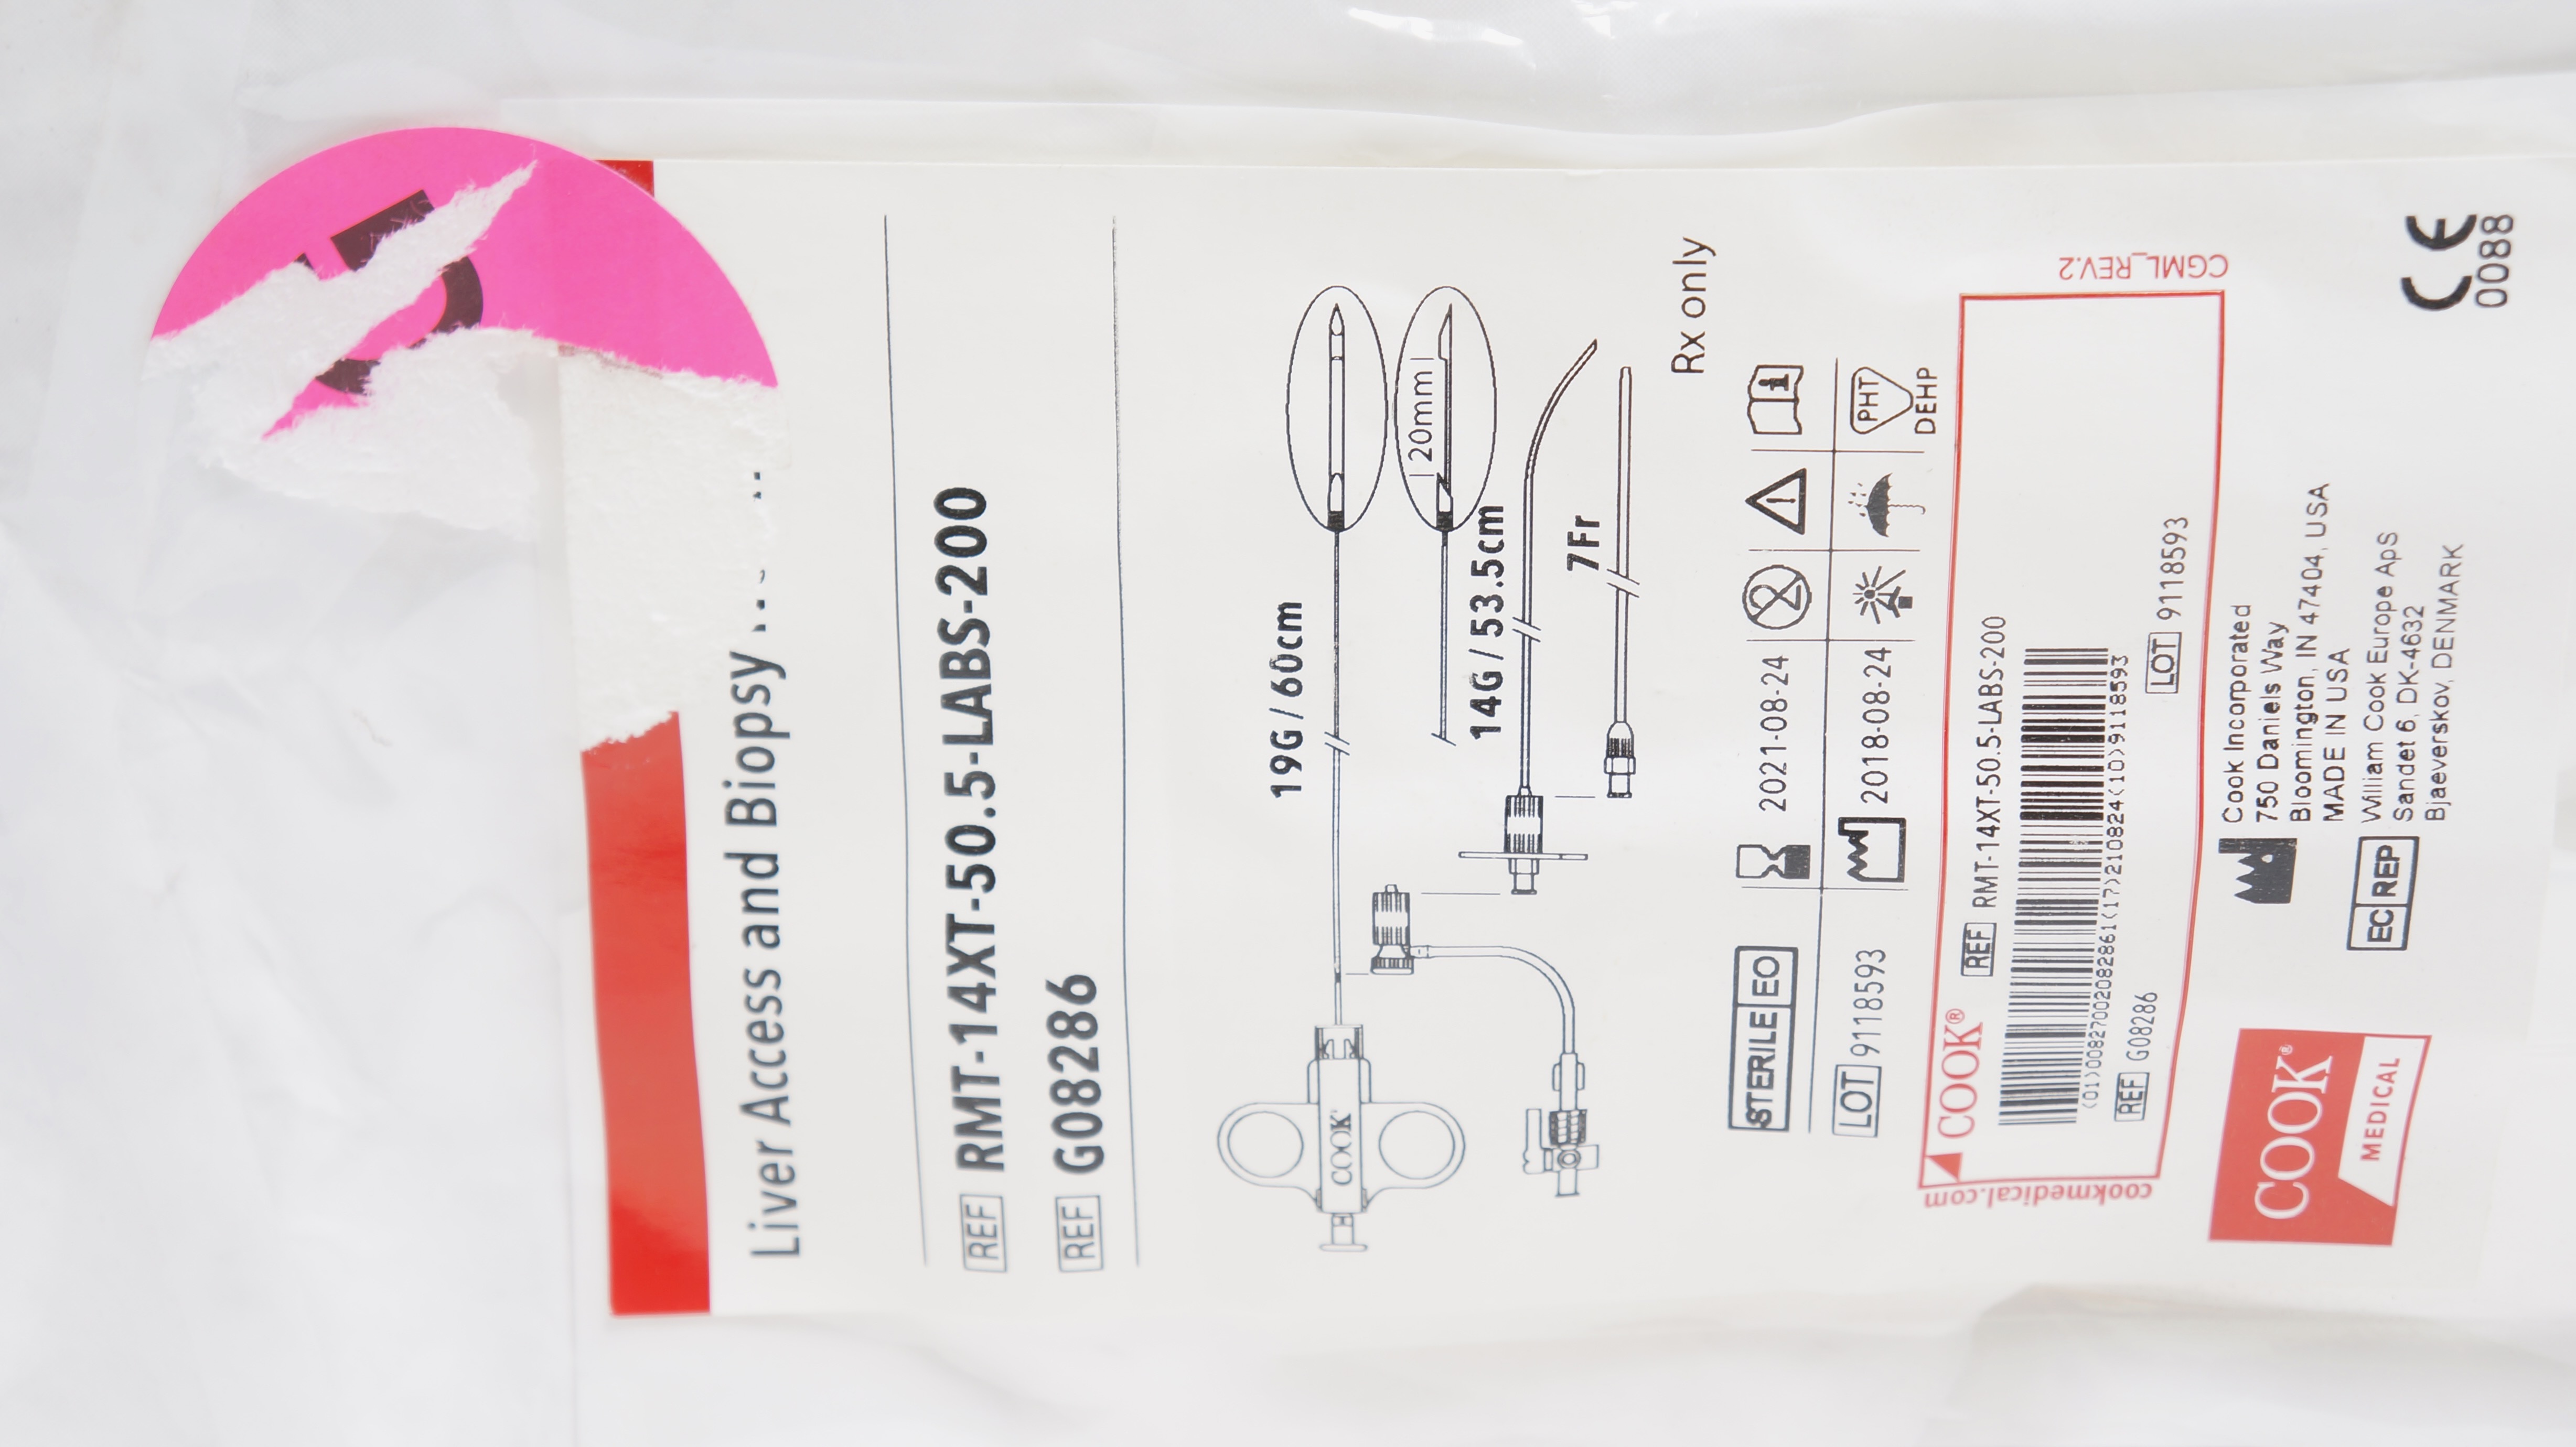 Liver Access and Biopsy
REF RMT-14XT-50.5-LABS-200
REF G08286
19G / 60cm
20mm
14G / 53.5cm
7Fr
COOK
Rx only
STERILE EO 2021-08-24
LOT 9118593 2018-08-24 PHT
DEHP
cookmedical.com
CGML_REV.2
COOK® REF RMT-14XT-50.5-LABS-200
(01)00827002082861(17)210824(10)9118593
REF G08286 LOT 9118593
COOK®
MEDICAL
Cook Incorporated
750 Daniels Way
Bloomington, IN 47404, USA
MADE IN USA
EC REP William Cook Europe ApS
Sandet 6, DK-4632
Bjaeverskov, DENMARK
CE
0088